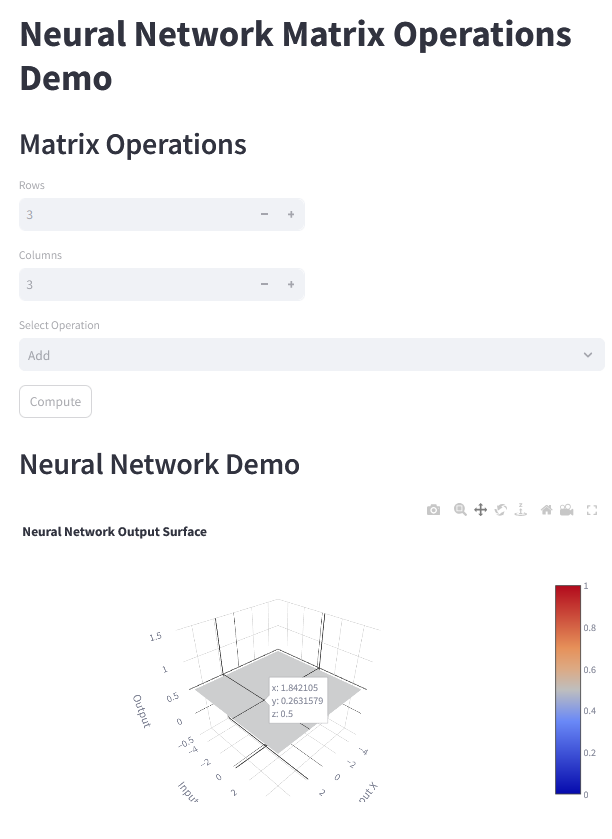 Neural Network Matrix Operations
Demo
Matrix Operations
Rows
3
Columns
3
Select Operation
Add
Compute
Neural Network Demo
Neural Network Output Surface
1
0.8
0.6
0.4
0.2
0
1.5
1
0.5
0
−0.5
Output
x: 1.842105
y: 0.2631579
z: 0.5
−4
−2
0
2
−4
−2
0
2
Input
put X